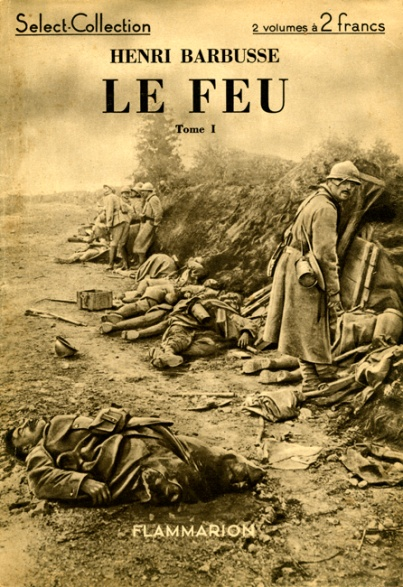 Select-Collection
2 volumes à 2 francs
HENRI BARBUSSE
LE FEU
Tome I
FLAMMARION